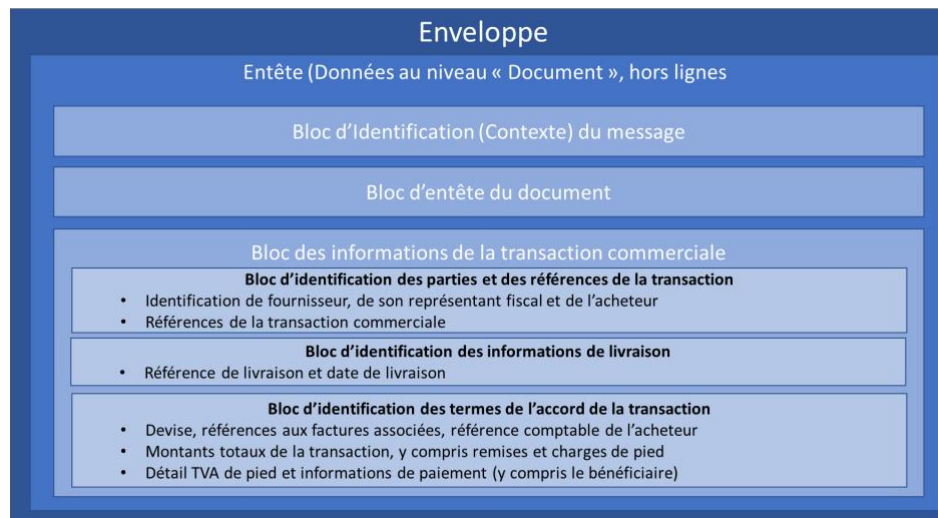 Enveloppe
Entête (Données au niveau « Document », hors lignes
Bloc d'Identification (Contexte) du message
Bloc d'entête du document
Bloc des informations de la transaction commerciale
Bloc d'identification des parties et des références de la transaction
• Identification de fournisseur, de son représentant fiscal et de l'acheteur
• Références de la transaction commerciale
Bloc d'identification des informations de livraison
• Référence de livraison et date de livraison
Bloc d'identification des termes de l'accord de la transaction
• Devise, références aux factures associées, référence comptable de l'acheteur
• Montants totaux de la transaction, y compris remises et charges de pied
• Détail TVA de pied et informations de paiement (y compris le bénéficiaire)